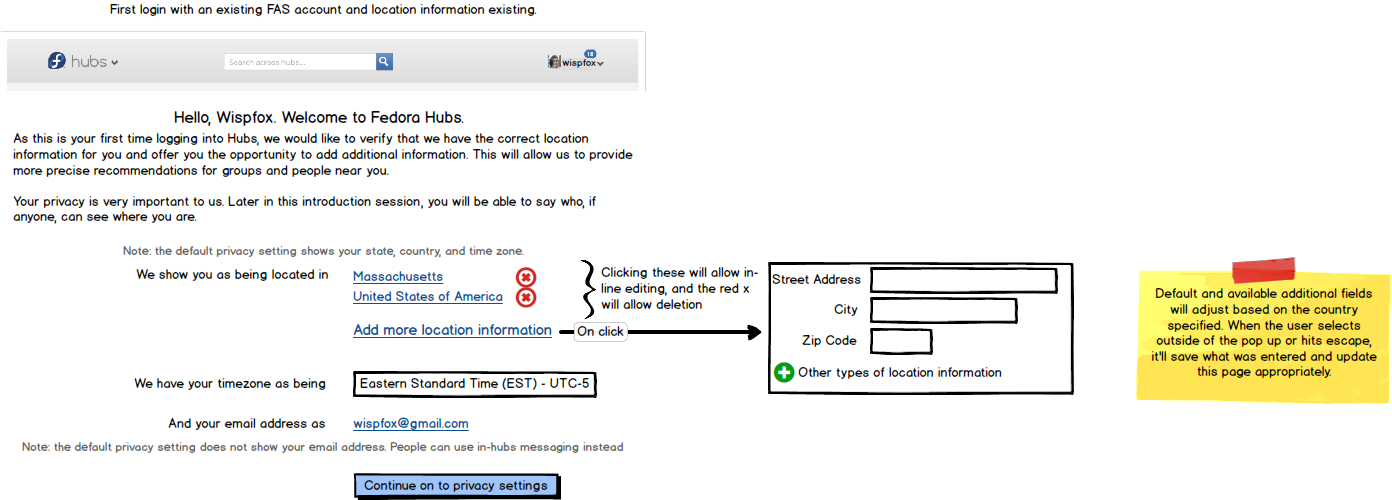 First login with an existing FAS account and location information existing.
hubs
Search across hubs...
18
wispfox
Hello, Wispfox. Welcome to Fedora Hubs.
As this is your first time logging into Hubs, we would like to verify that we have the correct location
information for you and offer you the opportunity to add additional information. This will allow us to provide
more precise recommendations for groups and people near you.
Your privacy is very important to us. Later in this introduction session, you will be able to say who, if
anyone, can see where you are.
Note: the default privacy setting shows your state, country, and time zone.
We show you as being located in
Massachusetts
United States of America
Add more location information
Clicking these will allow in-
line editing, and the red x
will allow deletion
On click
Street Address
City
Zip Code
Other types of location information
Default and available additional fields
will adjust based on the country
specified. When the user selects
outside of the pop up or hits escape,
it'll save what was entered and update
this page appropriately.
We have your timezone as being
Eastern Standard Time (EST) - UTC-5
And your email address as
wispfox@gmail.com
Note: the default privacy setting does not show your email address. People can use in-hubs messaging instead
Continue on to privacy settings